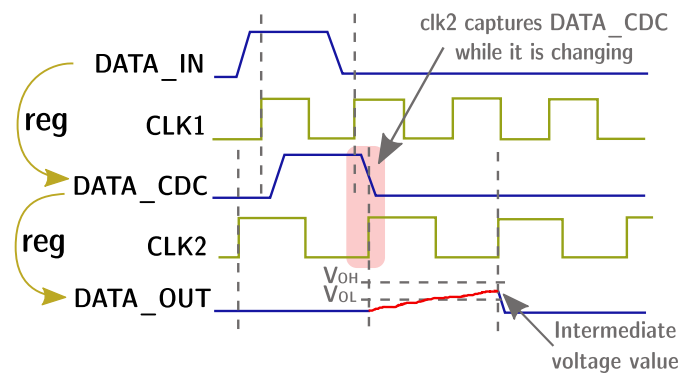 clk2 captures DATA_CDC
while it is changing
DATA_IN
reg
CLK1
DATA_CDC
reg
CLK2
VOH
VOL
DATA_OUT
Intermediate
voltage value